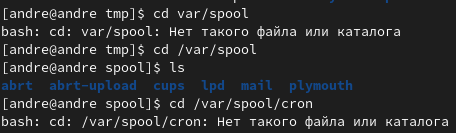 [andre@andre tmp]$ cd var/spool
bash: cd: var/spool: Нет такого файла или каталога
[andre@andre tmp]$ cd /var/spool
[andre@andre spool]$ ls
abrt  abrt-upload  cups  lpd  mail  plymouth
[andre@andre spool]$ cd /var/spool/cron
bash: cd: /var/spool/cron: Нет такого файла или каталога